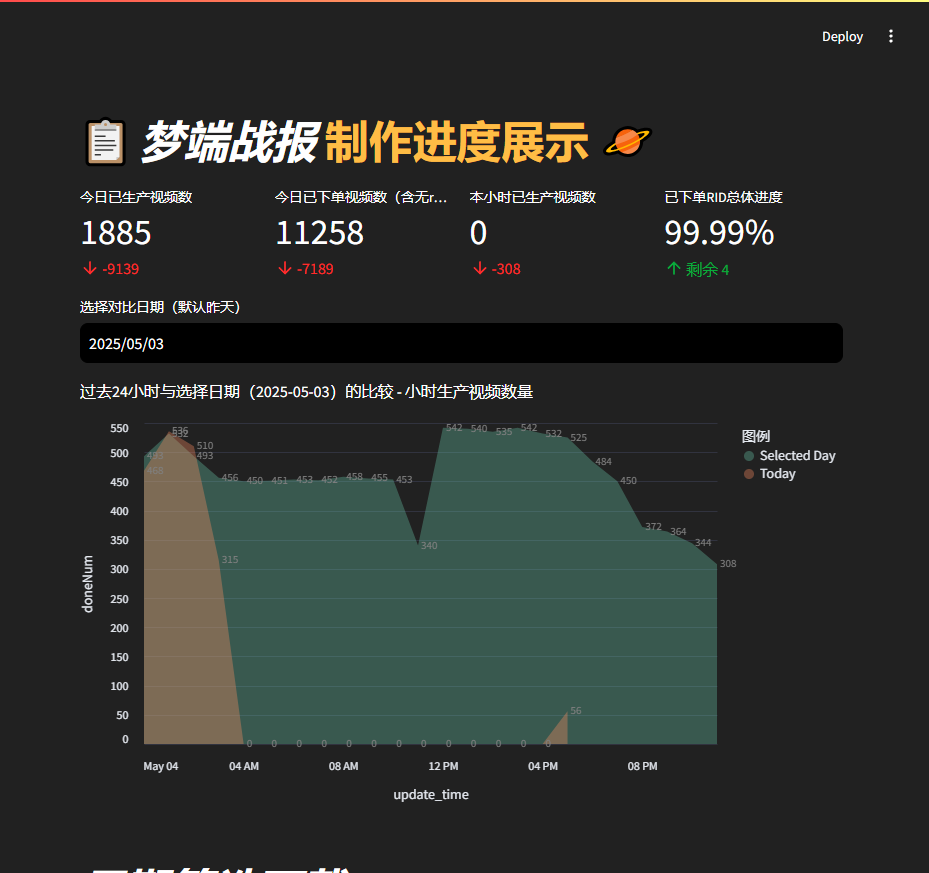 Deploy
梦端战报 制作进度展示
今日已生产视频数
1885
-9139
今日已下单视频数（含无r...
11258
-7189
本小时已生产视频数
0
-308
已下单RID总体进度
99.99%
剩余 4
选择对比日期（默认昨天）
2025/05/03
过去24小时与选择日期（2025-05-03）的比较 - 小时生产视频数量
图例
Selected Day
Today
doneNum
550
500
450
400
350
300
250
200
150
100
50
0
536
532
510
493
493
468
456
450
451
453
452
458
455
453
340
542
540
535
542
532
525
484
450
372
364
344
308
315
0 0 0 0 0 0 0 0 0 0 0 0 0
56
May 04
04 AM
08 AM
12 PM
04 PM
08 PM
update_time